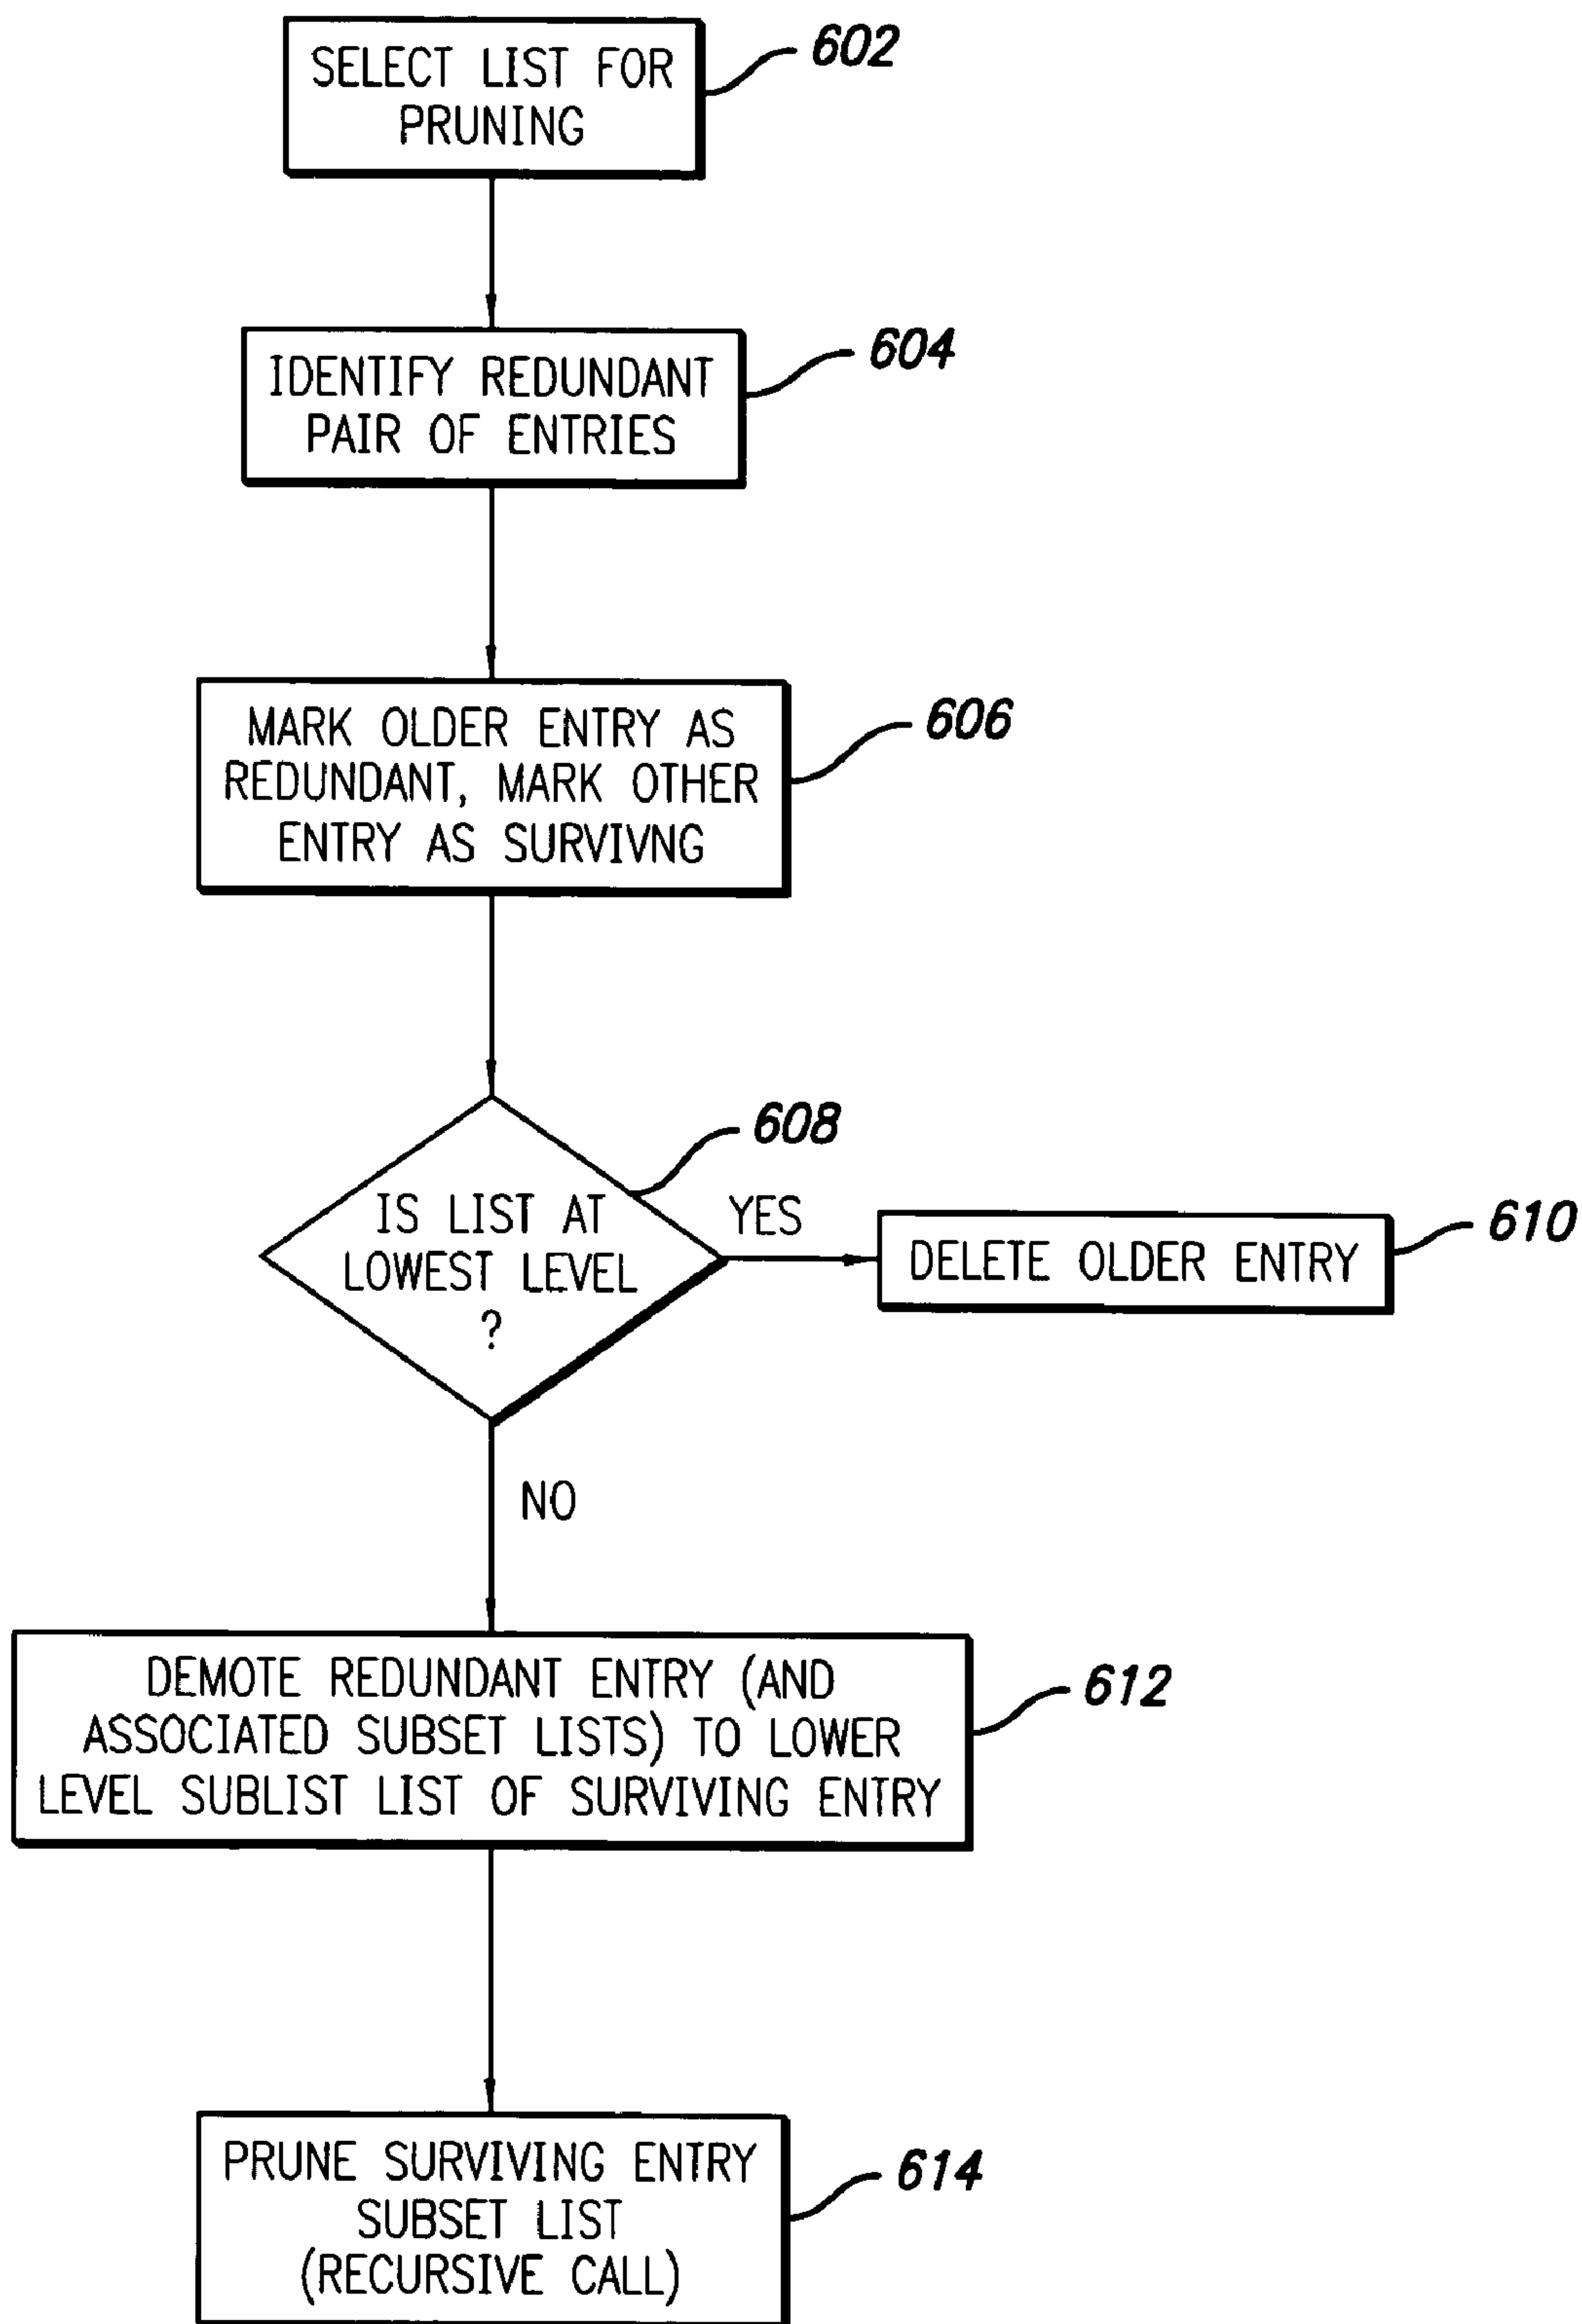 SELECT LIST FOR
PRUNING
602
IDENTIFY REDUNDANT
PAIR OF ENTRIES
604
MARK OLDER ENTRY AS
REDUNDANT, MARK OTHER
ENTRY AS SURVIVNG
606
IS LIST AT
LOWEST LEVEL
?
608
YES
DELETE OLDER ENTRY
610
NO
DEMOTE REDUNDANT ENTRY (AND
ASSOCIATED SUBSET LISTS) TO LOWER
LEVEL SUBLIST LIST OF SURVIVING ENTRY
612
PRUNE SURVIVING ENTRY
SUBSET LIST
(RECURSIVE CALL)
614